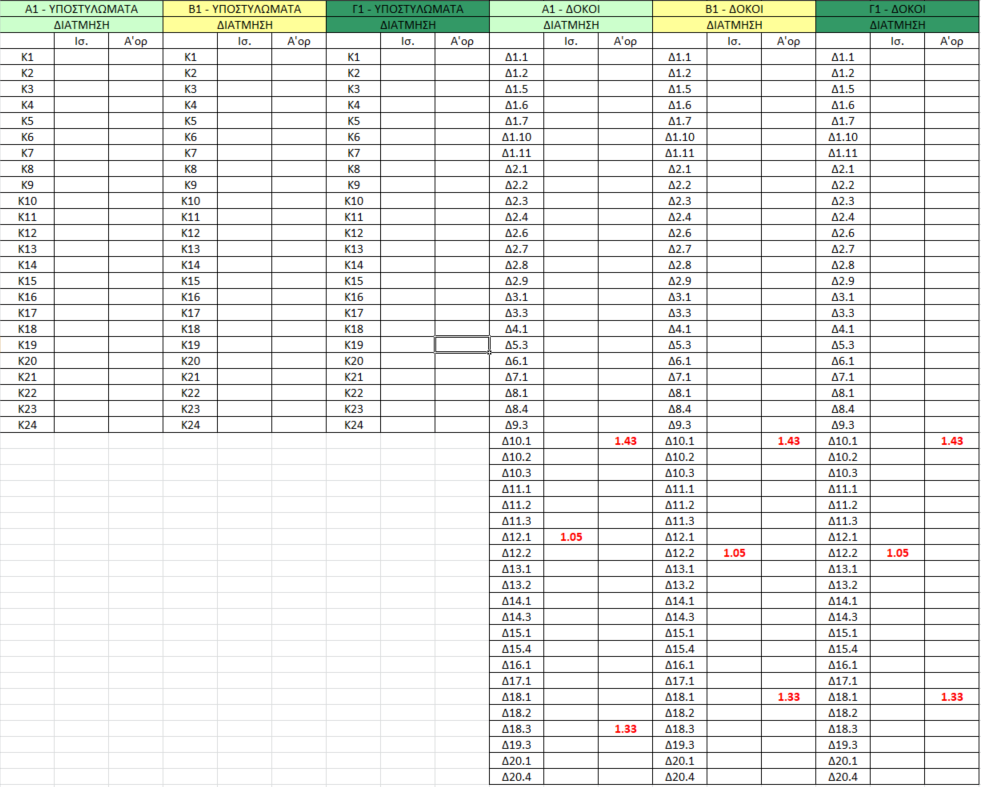 Α1 - ΥΠΟΣΤΥΛΩΜΑΤΑ Β1 - ΥΠΟΣΤΥΛΩΜΑΤΑ Γ1 - ΥΠΟΣΤΥΛΩΜΑΤΑ Α1 - ΔΟΚΟΙ Β1 - ΔΟΚΟΙ Γ1 - ΔΟΚΟΙ
ΔΙΑΤΜΗΣΗ ΔΙΑΤΜΗΣΗ ΔΙΑΤΜΗΣΗ ΔΙΑΤΜΗΣΗ ΔΙΑΤΜΗΣΗ ΔΙΑΤΜΗΣΗ
Ισ. Α'ορ Ισ. Α'ορ Ισ. Α'ορ Ισ. Α'ορ Ισ. Α'ορ Ισ. Α'ορ
Κ1 Κ1 Κ1 Δ1.1 Δ1.1 Δ1.1
Κ2 Κ2 Κ2 Δ1.2 Δ1.2 Δ1.2
Κ3 Κ3 Κ3 Δ1.5 Δ1.5 Δ1.5
Κ4 Κ4 Κ4 Δ1.6 Δ1.6 Δ1.6
Κ5 Κ5 Κ5 Δ1.7 Δ1.7 Δ1.7
Κ6 Κ6 Κ6 Δ1.10 Δ1.10 Δ1.10
Κ7 Κ7 Κ7 Δ1.11 Δ1.11 Δ1.11
Κ8 Κ8 Κ8 Δ2.1 Δ2.1 Δ2.1
Κ9 Κ9 Κ9 Δ2.2 Δ2.2 Δ2.2
Κ10 Κ10 Κ10 Δ2.3 Δ2.3 Δ2.3
Κ11 Κ11 Κ11 Δ2.4 Δ2.4 Δ2.4
Κ12 Κ12 Κ12 Δ2.6 Δ2.6 Δ2.6
Κ13 Κ13 Κ13 Δ2.7 Δ2.7 Δ2.7
Κ14 Κ14 Κ14 Δ2.8 Δ2.8 Δ2.8
Κ15 Κ15 Κ15 Δ2.9 Δ2.9 Δ2.9
Κ16 Κ16 Κ16 Δ3.1 Δ3.1 Δ3.1
Κ17 Κ17 Κ17 Δ3.3 Δ3.3 Δ3.3
Κ18 Κ18 Κ18 Δ4.1 Δ4.1 Δ4.1
Κ19 Κ19 Κ19 Δ5.3 Δ5.3 Δ5.3
Κ20 Κ20 Κ20 Δ6.1 Δ6.1 Δ6.1
Κ21 Κ21 Κ21 Δ7.1 Δ7.1 Δ7.1
Κ22 Κ22 Κ22 Δ8.1 Δ8.1 Δ8.1
Κ23 Κ23 Κ23 Δ8.4 Δ8.4 Δ8.4
Κ24 Κ24 Κ24 Δ9.3 Δ9.3 Δ9.3
Δ10.1 1.43 Δ10.1 1.43 Δ10.1 1.43
Δ10.2 Δ10.2 Δ10.2
Δ10.3 Δ10.3 Δ10.3
Δ11.1 Δ11.1 Δ11.1
Δ11.2 Δ11.2 Δ11.2
Δ11.3 Δ11.3 Δ11.3
Δ12.1 1.05 Δ12.1 Δ12.1
Δ12.2 Δ12.2 1.05 Δ12.2 1.05
Δ13.1 Δ13.1 Δ13.1
Δ13.2 Δ13.2 Δ13.2
Δ14.1 Δ14.1 Δ14.1
Δ14.3 Δ14.3 Δ14.3
Δ15.1 Δ15.1 Δ15.1
Δ15.4 Δ15.4 Δ15.4
Δ16.1 Δ16.1 Δ16.1
Δ17.1 Δ17.1 Δ17.1
Δ18.1 Δ18.1 1.33 Δ18.1 1.33
Δ18.2 Δ18.2 Δ18.2
Δ18.3 1.33 Δ18.3 Δ18.3
Δ19.3 Δ19.3 Δ19.3
Δ20.1 Δ20.1 Δ20.1
Δ20.4 Δ20.4 Δ20.4